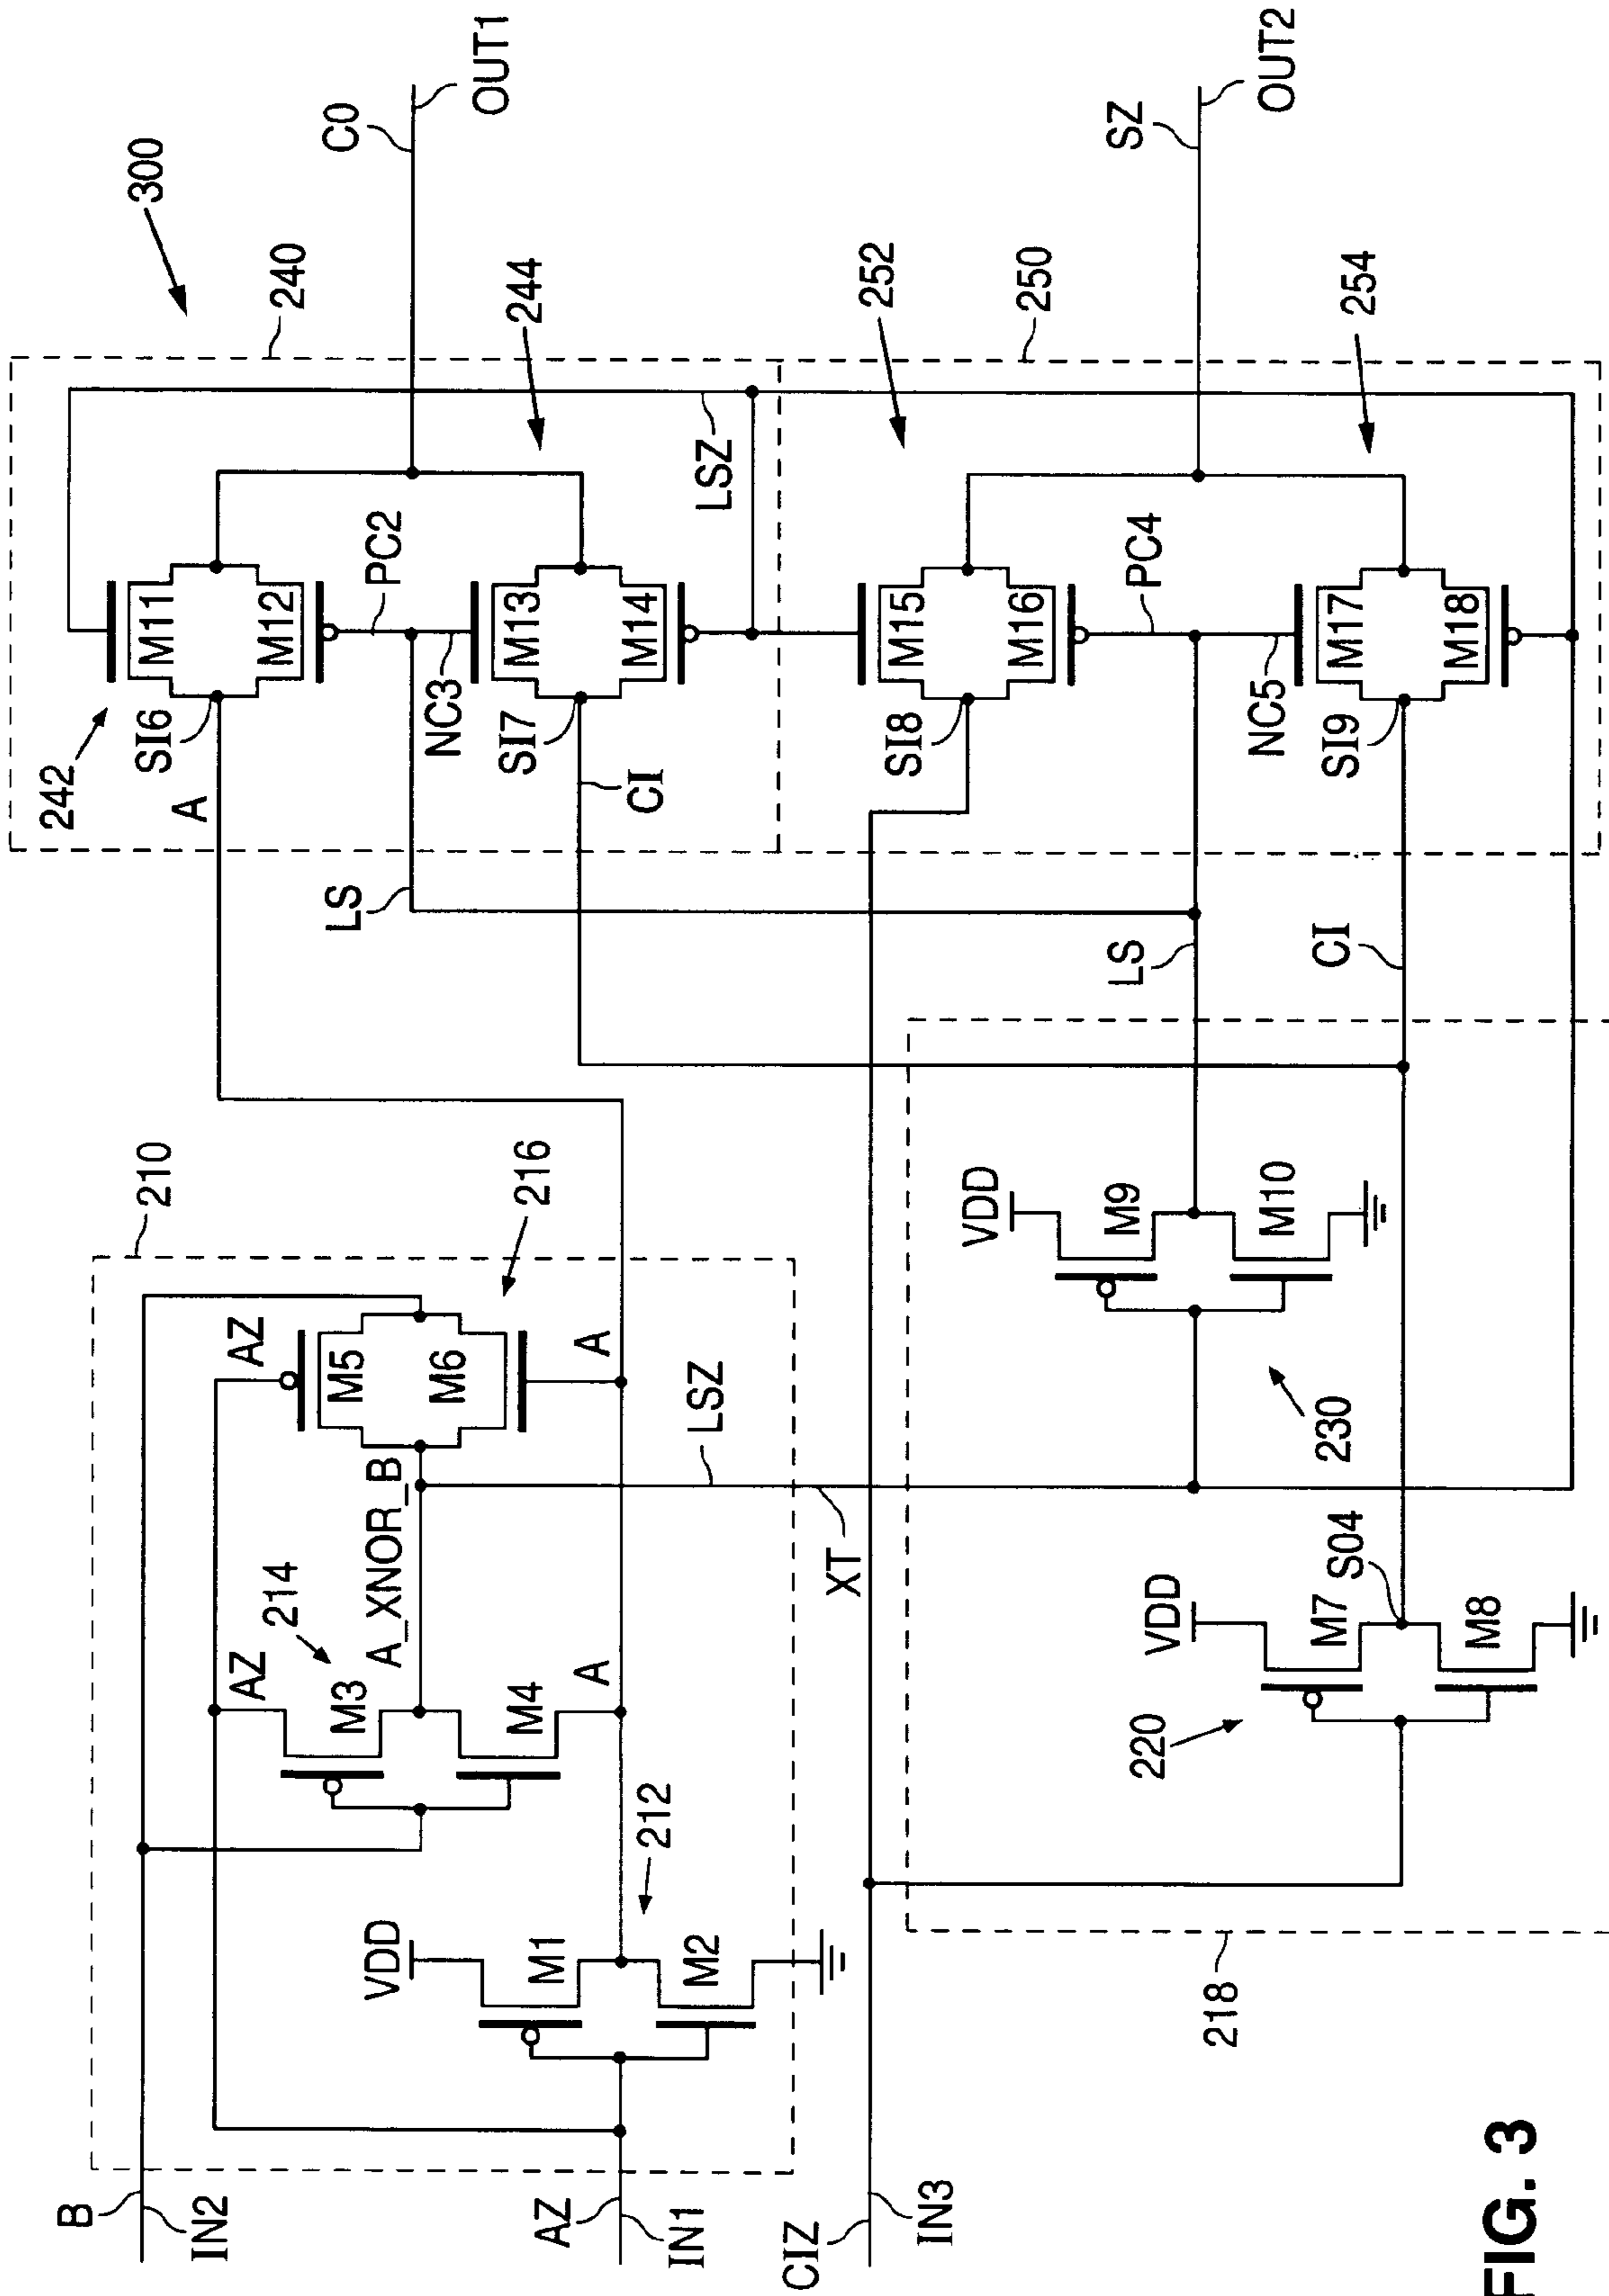 300
C0
OUT1
240
242
A
SI6
M11
M12
PC2
LS
NC3
M13
M14
SI7
CI
244
LSZ
252
M15
M16
SI8
PC4
SZ
OUT2
250
LS
NC5
M17
M18
SI9
CI
254
210
216
AZ
M5
M6
A
A_XNOR_B
214
AZ
M3
M4
A
LSZ
212
VDD
M1
M2
B
IN2
AZ
IN1
XT
CIZ
IN3
VDD
M9
M10
230
VDD
M7
M8
S04
220
218
FIG. 3